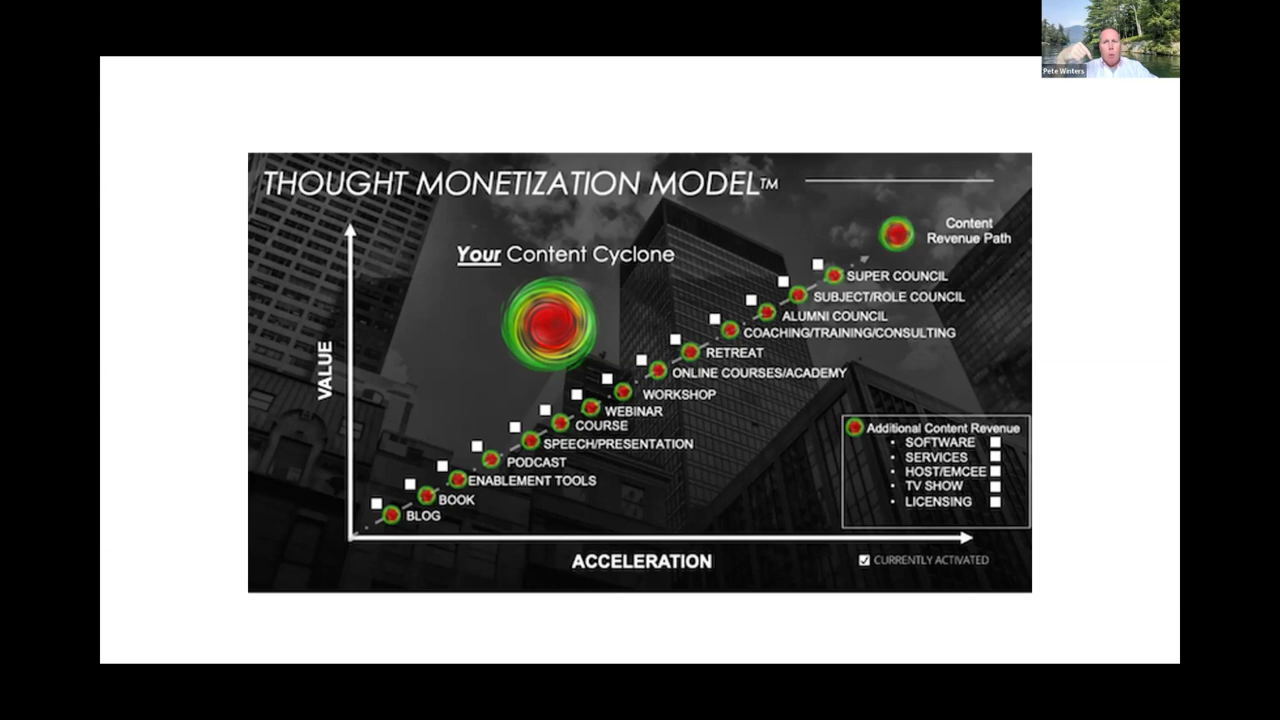 Pete Winters
THOUGHT MONETIZATION MODEL™
Content
Revenue Path
Your Content Cyclone
SUPER COUNCIL
SUBJECT/ROLE COUNCIL
ALUMNI COUNCIL
COACHING/TRAINING/CONSULTING
RETREAT
ONLINE COURSES/ACADEMY
WORKSHOP
WEBINAR
COURSE
SPEECH/PRESENTATION
PODCAST
ENABLEMENT TOOLS
BOOK
BLOG
VALUE
ACCELERATION
Additional Content Revenue
• SOFTWARE
• SERVICES
• HOST/EMCEE
• TV SHOW
• LICENSING
CURRENTLY ACTIVATED